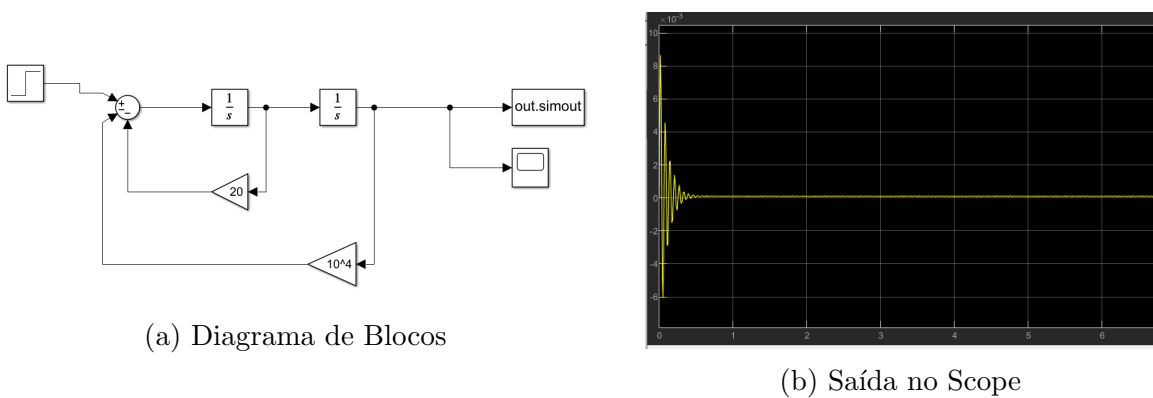 +
−
−
1
s
1
s
out.simout
20
10^4
(a) Diagrama de Blocos
×10⁻³
10
8
6
4
2
0
-2
-4
-6
0 1 2 3 4 5 6
(b) Saída no Scope